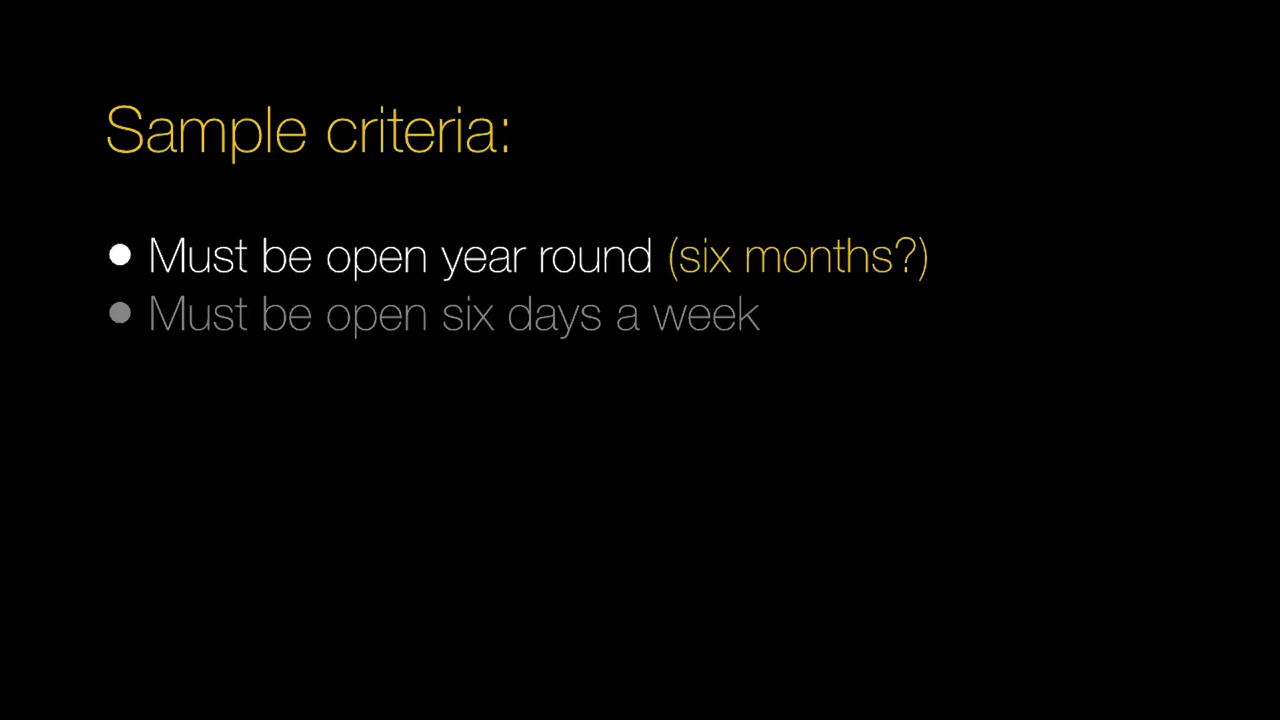 Sample criteria:
● Must be open year round (six months?)
● Must be open six days a week